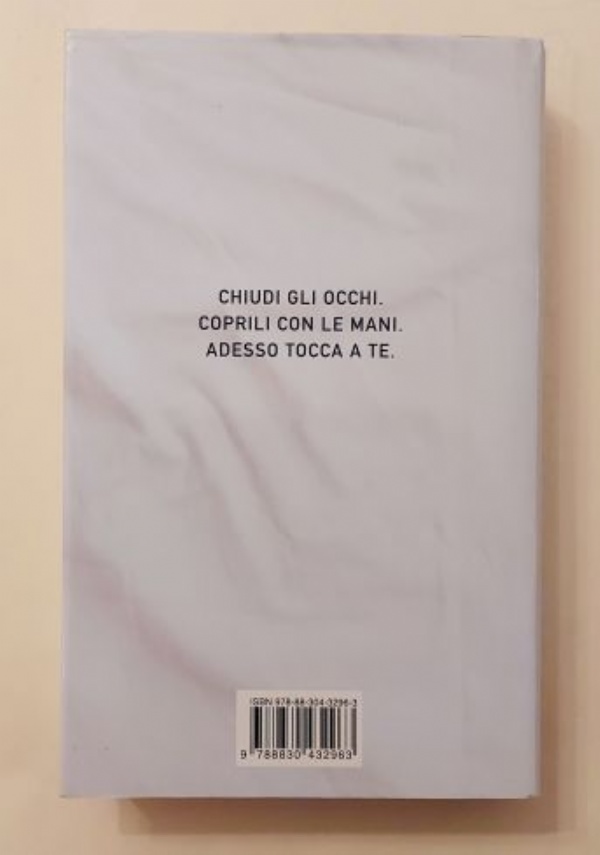 CHIUDI GLI OCCHI.
COPRILI CON LE MANI.
ADESSO TOCCA A TE.
ISBN 978-88-304-3298-3
9 788830 432983